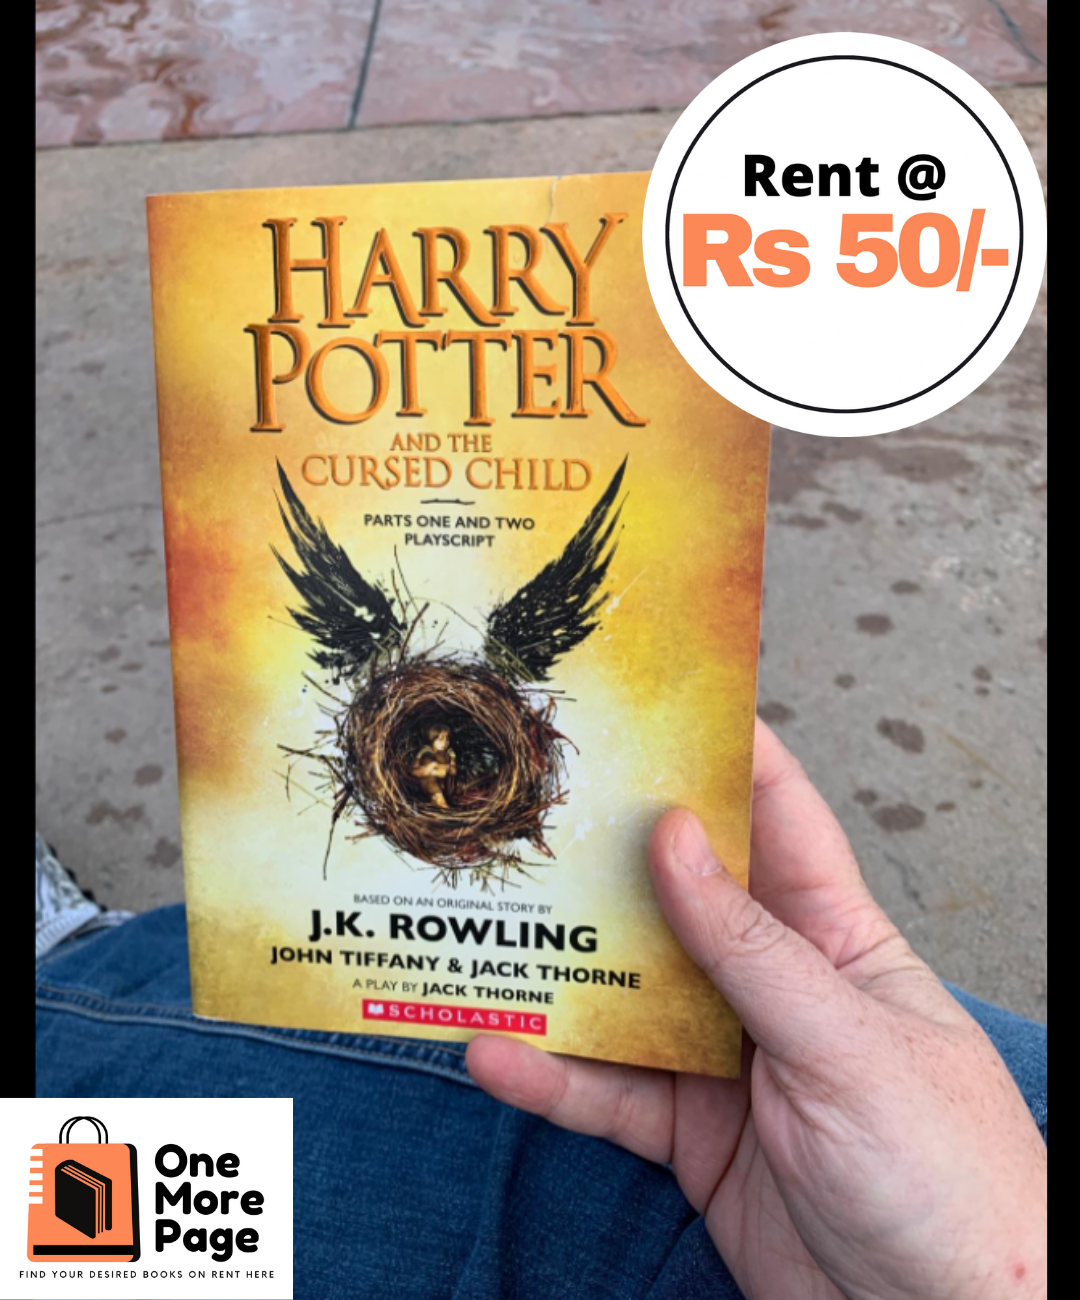 Rent @
Rs 50/-
HARRY
POTTER
AND THE
CURSED CHILD
PARTS ONE AND TWO
PLAYSCRIPT
BASED ON AN ORIGINAL STORY BY
J.K. ROWLING
JOHN TIFFANY & JACK THORNE
A PLAY BY JACK THORNE
SCHOLASTIC
One
More
Page
FIND YOUR DESIRED BOOKS ON RENT HERE